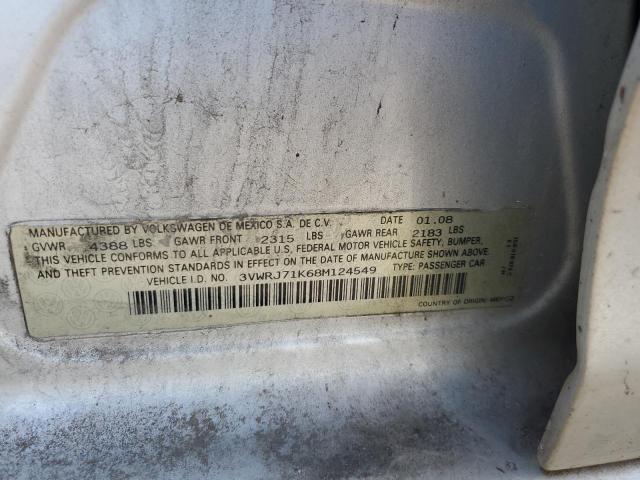 MANUFACTURED BY VOLKSWAGEN DE MEXICO S.A. DE C.V. DATE 01.08
GVWR 4388 LBS GAWR FRONT 2315 LBS GAWR REAR 2183 LBS
THIS VEHICLE CONFORMS TO ALL APPLICABLE U.S. FEDERAL MOTOR VEHICLE SAFETY, BUMPER,
AND THEFT PREVENTION STANDARDS IN EFFECT ON THE DATE OF MANUFACTURE SHOWN ABOVE.
VEHICLE I.D. NO. 3VWRJ71K68M124549 TYPE: PASSENGER CAR
COUNTRY OF ORIGIN: MEXICO